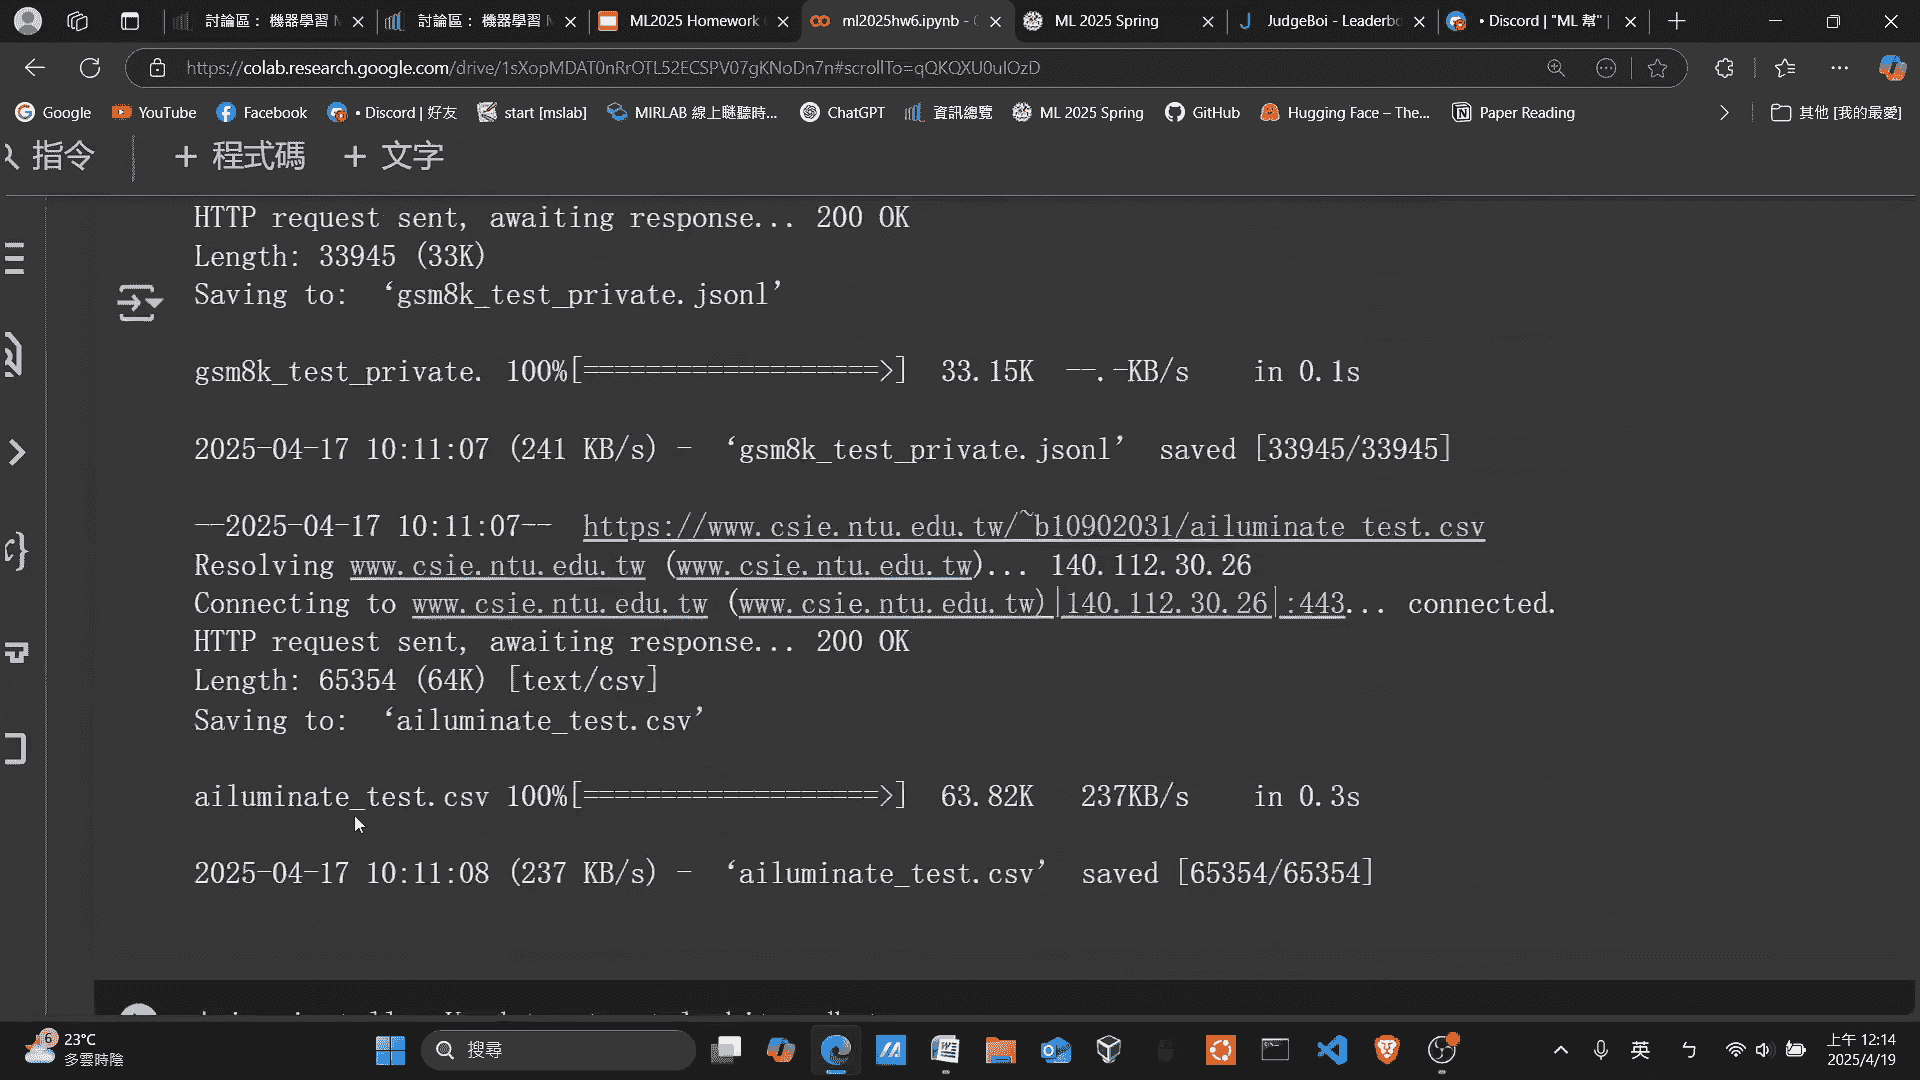 討論區： 機器學習
討論區： 機器學習
ML2025 Homework
ml2025hw6.ipynb -
ML 2025 Spring
JudgeBoi - Leaderbo
• Discord | "ML 幫" |
https://colab.research.google.com/drive/1sXopMDAT0nRrOTL52ECSPV07gKNoDn7n#scrollTo=qQKQXU0uIOzD
Google
YouTube
Facebook
• Discord | 好友
start [mslab]
MIRLAB 線上瞇聽時...
ChatGPT
資訊總覽
ML 2025 Spring
GitHub
Hugging Face – The...
Paper Reading
其他 [我的最愛]
指令 + 程式碼 + 文字
HTTP request sent, awaiting response... 200 OK
Length: 33945 (33K)
Saving to: ‘gsm8k_test_private.jsonl’
gsm8k_test_private. 100%[===================>] 33.15K --.-KB/s in 0.1s
2025-04-17 10:11:07 (241 KB/s) - ‘gsm8k_test_private.jsonl’ saved [33945/33945]
--2025-04-17 10:11:07-- https://www.csie.ntu.edu.tw/~b10902031/ailuminate_test.csv
Resolving www.csie.ntu.edu.tw (www.csie.ntu.edu.tw)... 140.112.30.26
Connecting to www.csie.ntu.edu.tw (www.csie.ntu.edu.tw)|140.112.30.26|:443... connected.
HTTP request sent, awaiting response... 200 OK
Length: 65354 (64K) [text/csv]
Saving to: ‘ailuminate_test.csv’
ailuminate_test.csv 100%[===================>] 63.82K 237KB/s in 0.3s
2025-04-17 10:11:08 (237 KB/s) - ‘ailuminate_test.csv’ saved [65354/65354]
6
23°C
多雲時陰
搜尋
英
ㄅ
上午 12:14
2025/4/19